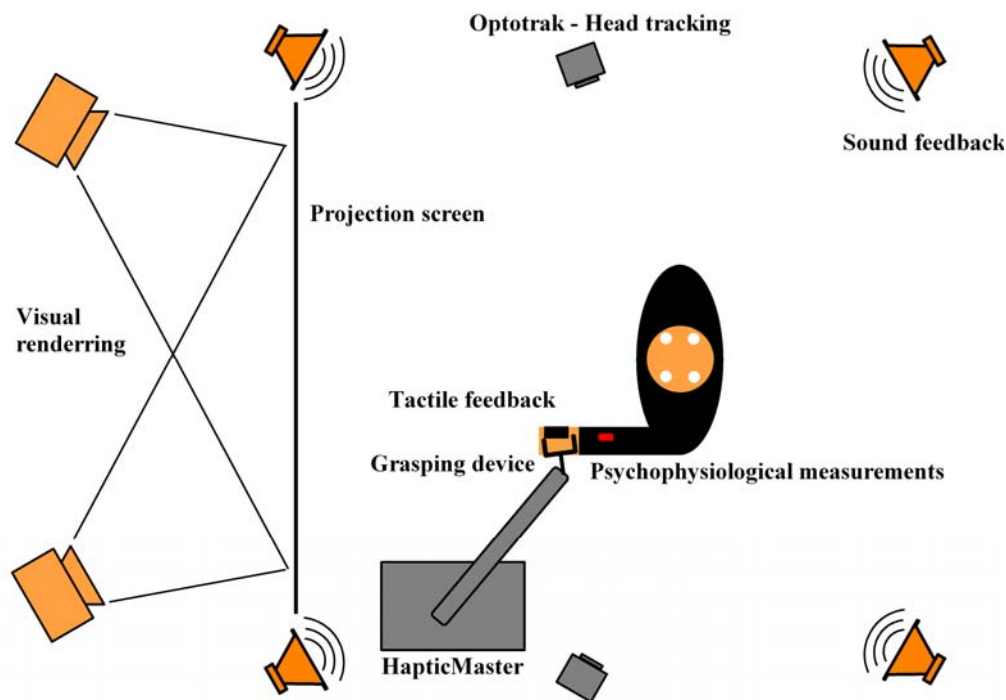 Optotrak - Head tracking
Sound feedback
Projection screen
Visual
renderring
Tactile feedback
Grasping device
Psychophysiological measurements
HapticMaster